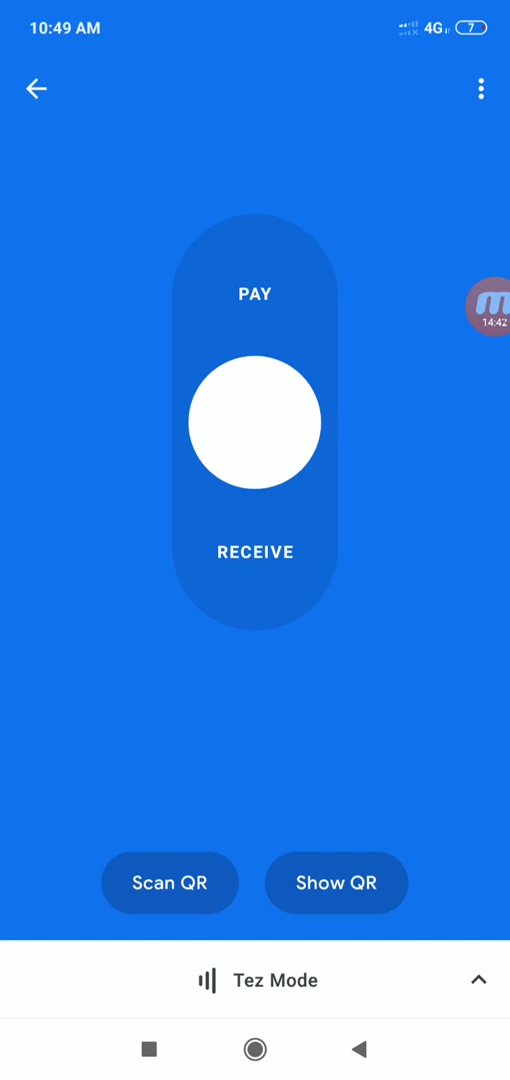 10:49 AM
4G
7
PAY
m
14:42
RECEIVE
Scan QR
Show QR
Tez Mode